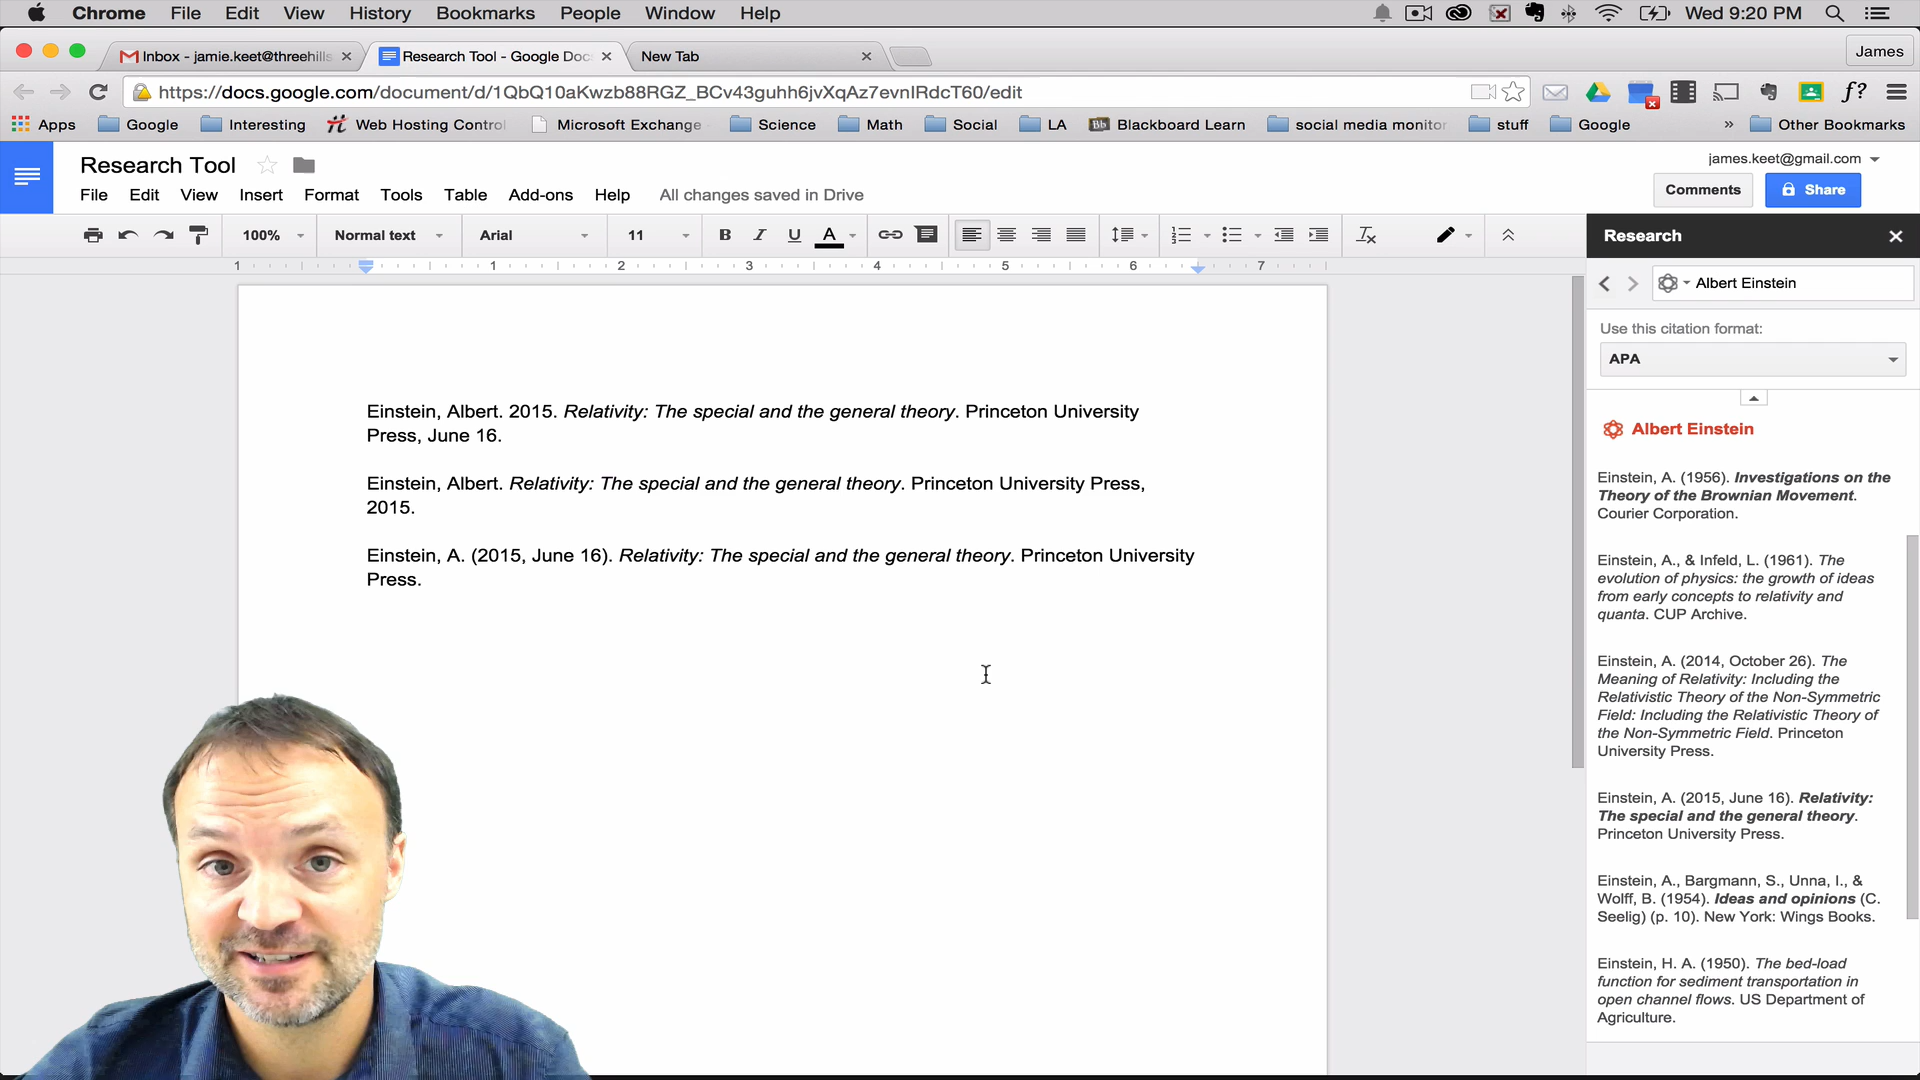 Chrome File Edit View History Bookmarks People Window Help Wed 9:20 PM
Inbox - jamie.keet@threehills Research Tool - Google Doc New Tab James
https://docs.google.com/document/d/1QbQ10aKwzb88RGZ_BCv43guhh6jvXqAz7evnIRdcT60/edit f?
Apps Google Interesting Web Hosting Control Microsoft Exchange Science Math Social LA Bb Blackboard Learn social media monitor stuff Google » Other Bookmarks
Research Tool james.keet@gmail.com
File Edit View Insert Format Tools Table Add-ons Help All changes saved in Drive Comments Share
100% Normal text Arial 11 B I U A
1 1 2 3 4 5 6 7
Einstein, Albert. 2015. Relativity: The special and the general theory. Princeton University
Press, June 16.
Einstein, Albert. Relativity: The special and the general theory. Princeton University Press,
2015.
Einstein, A. (2015, June 16). Relativity: The special and the general theory. Princeton University
Press.
Research
Albert Einstein
Use this citation format:
APA
Albert Einstein
Einstein, A. (1956). Investigations on the
Theory of the Brownian Movement.
Courier Corporation.
Einstein, A., & Infeld, L. (1961). The
evolution of physics: the growth of ideas
from early concepts to relativity and
quanta. CUP Archive.
Einstein, A. (2014, October 26). The
Meaning of Relativity: Including the
Relativistic Theory of the Non-Symmetric
Field: Including the Relativistic Theory of
the Non-Symmetric Field. Princeton
University Press.
Einstein, A. (2015, June 16). Relativity:
The special and the general theory.
Princeton University Press.
Einstein, A., Bargmann, S., Unna, I., &
Wolff, B. (1954). Ideas and opinions (C.
Seelig) (p. 10). New York: Wings Books.
Einstein, H. A. (1950). The bed-load
function for sediment transportation in
open channel flows. US Department of
Agriculture.